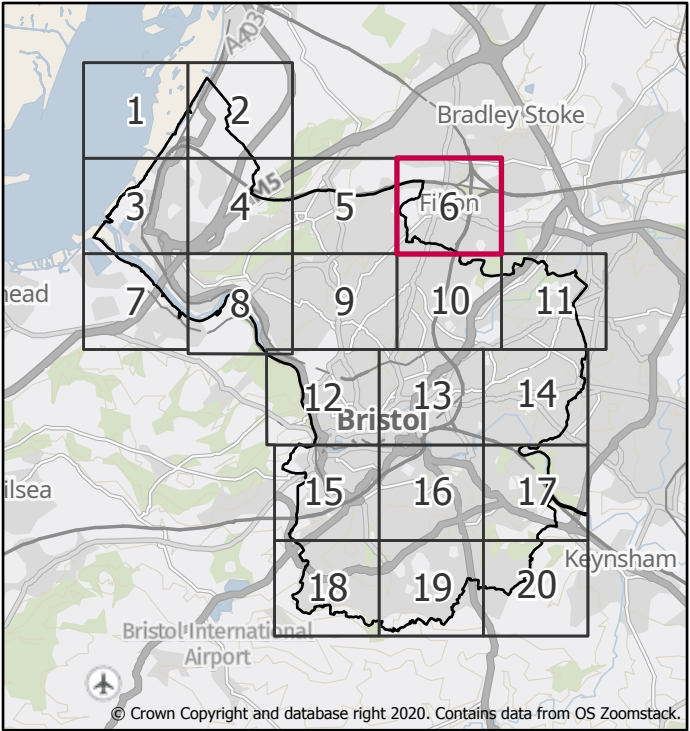 A403
1
2
Bradley Stoke
M5
3
4
5
Filton
6
head
7
8
9
10
11
12
13
14
Bristol
ilsea
15
16
17
Keynsham
18
19
20
Bristol International
Airport
© Crown Copyright and database right 2020. Contains data from OS Zoomstack.